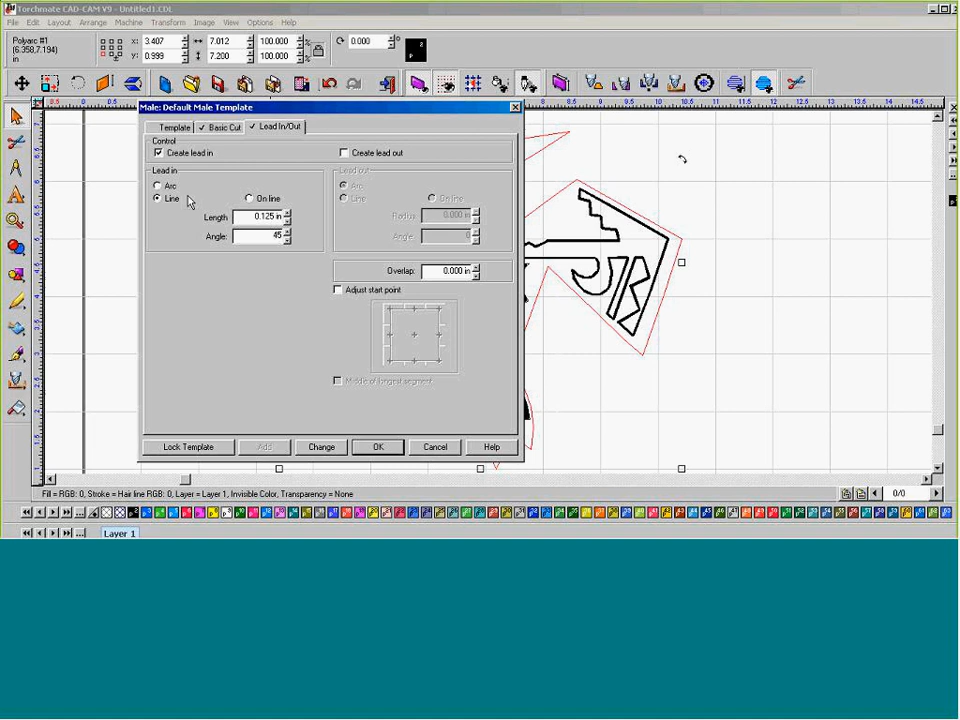 Torchmate CAD-CAM V9 - Untitled1.CDL
File Edit Layout Arrange Machine Texture Image View Options Help
Polyarc #1
(6.358,7.194)
in
x: 3.407 7.012 100.000 0.000
y: 0.999 7.200 100.000
Male: Default Male Template
Template Basic Cut Lead In/Out
Control
Create lead in Create lead out
Lead in Lead out
Arc Arc
Line On line Line On line
Length 0.125 in Radius 0.000 in
Angle: 45 Angle 0
Overlap: 0.000 in
Adjust start point
Middle of longest segment
Lock Template Add Change OK Cancel Help
Fill = RGB: 0, Stroke = Hair line RGB: 0, Layer = Layer 1, Invisible Color, Transparency = None 0/0
Layer 1